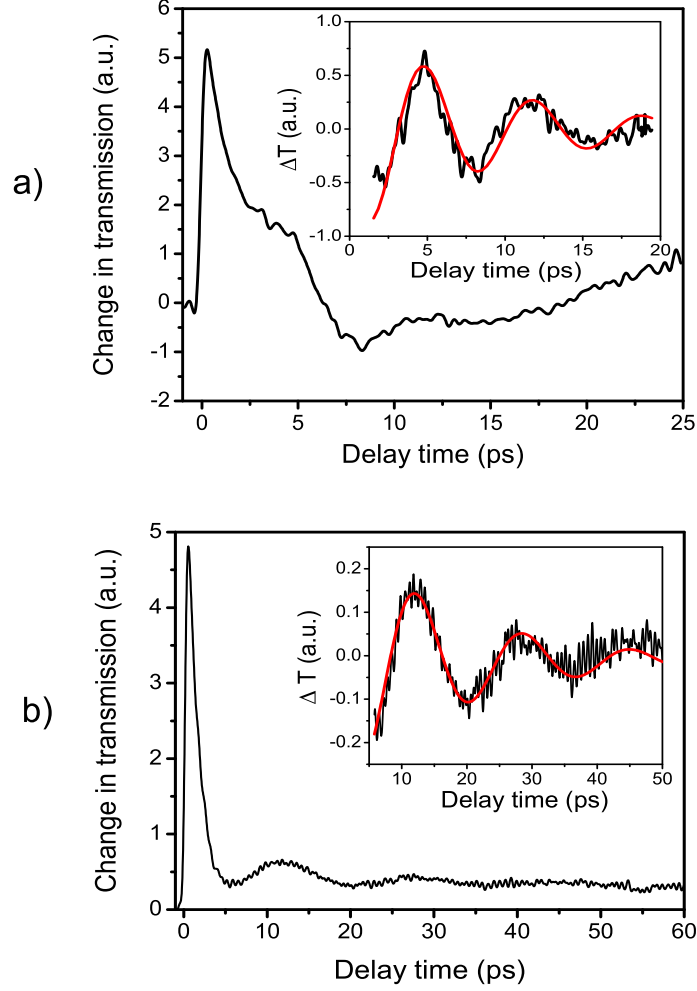 a)
Change in transmission (a.u.)
6
5
4
3
2
1
0
-1
-2
0 5 10 15 20 25
Delay time (ps)
ΔT (a.u.)
1.0
0.5
0.0
-0.5
-1.0
0 5 10 15 20
Delay time (ps)
b)
Change in transmission (a.u.)
5
4
3
2
1
0
0 10 20 30 40 50 60
Delay time (ps)
Δ T (a.u.)
0.2
0.1
0.0
-0.1
-0.2
10 20 30 40 50
Delay time (ps)